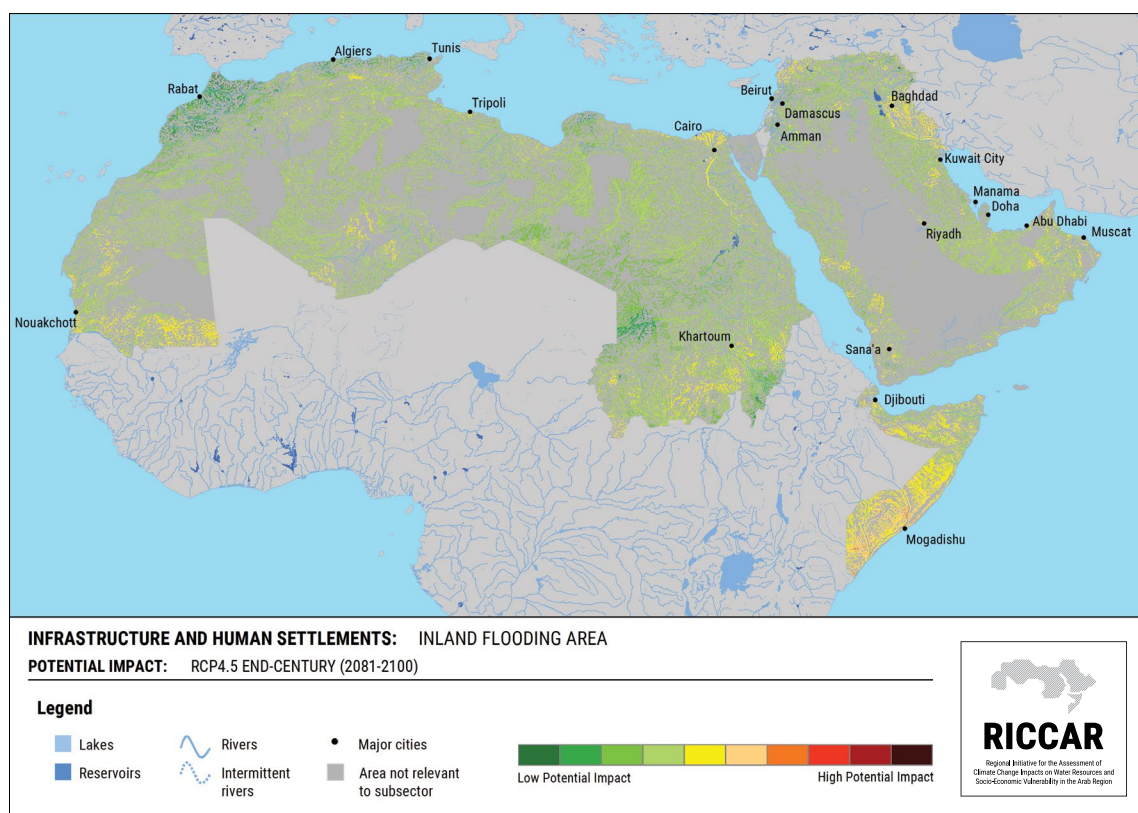 Algiers
Tunis
Rabat
Tripoli
Beirut
Damascus
Amman
Baghdad
Cairo
Kuwait City
Manama
Doha
Abu Dhabi
Muscat
Riyadh
Nouakchott
Khartoum
Sana'a
Djibouti
Mogadishu
INFRASTRUCTURE AND HUMAN SETTLEMENTS: INLAND FLOODING AREA
POTENTIAL IMPACT: RCP4.5 END-CENTURY (2081-2100)
Legend
Lakes
Reservoirs
Rivers
Intermittent
rivers
Major cities
Area not relevant
to subsector
Low Potential Impact
High Potential Impact
RICCAR
Regional Initiative for the Assessment of
Climate Change Impacts on Water Resources and
Socio-Economic Vulnerability in the Arab Region